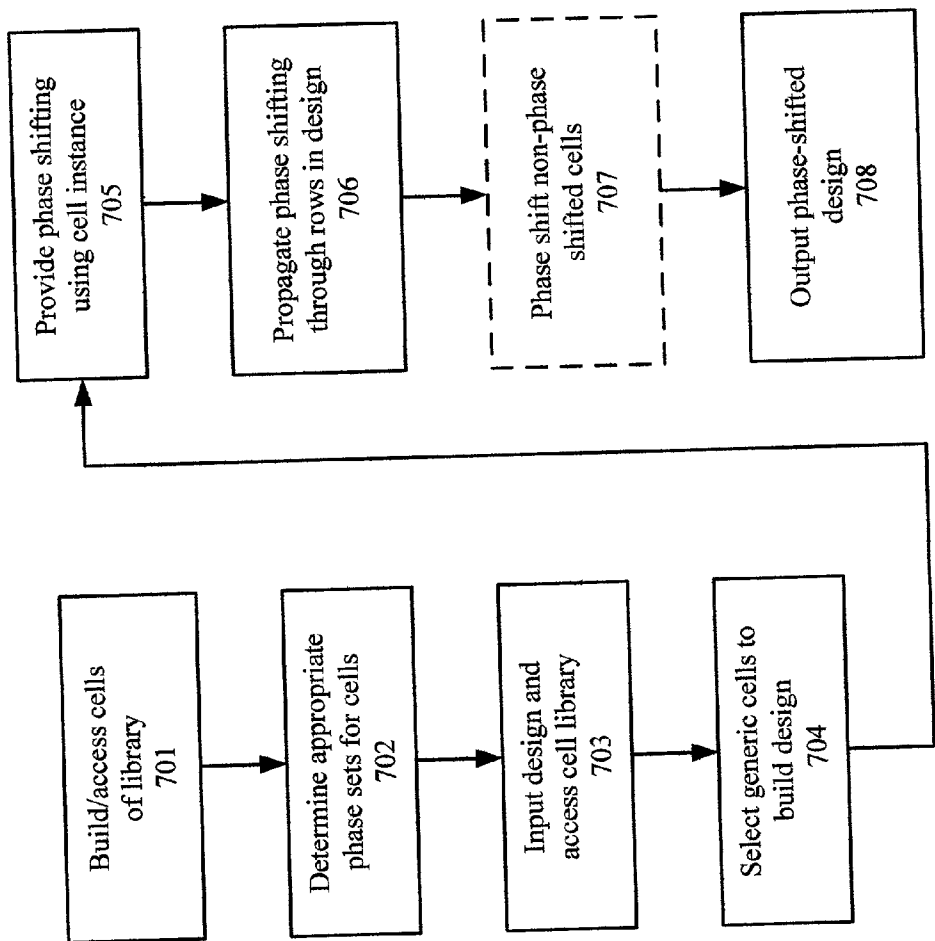 Build/access cells
of library
701
Determine appropriate
phase sets for cells
702
Input design and
access cell library
703
Select generic cells to
build design
704
Provide phase shifting
using cell instance
705
Propagate phase shifting
through rows in design
706
Phase shift non-phase
shifted cells
707
Output phase-shifted
design
708